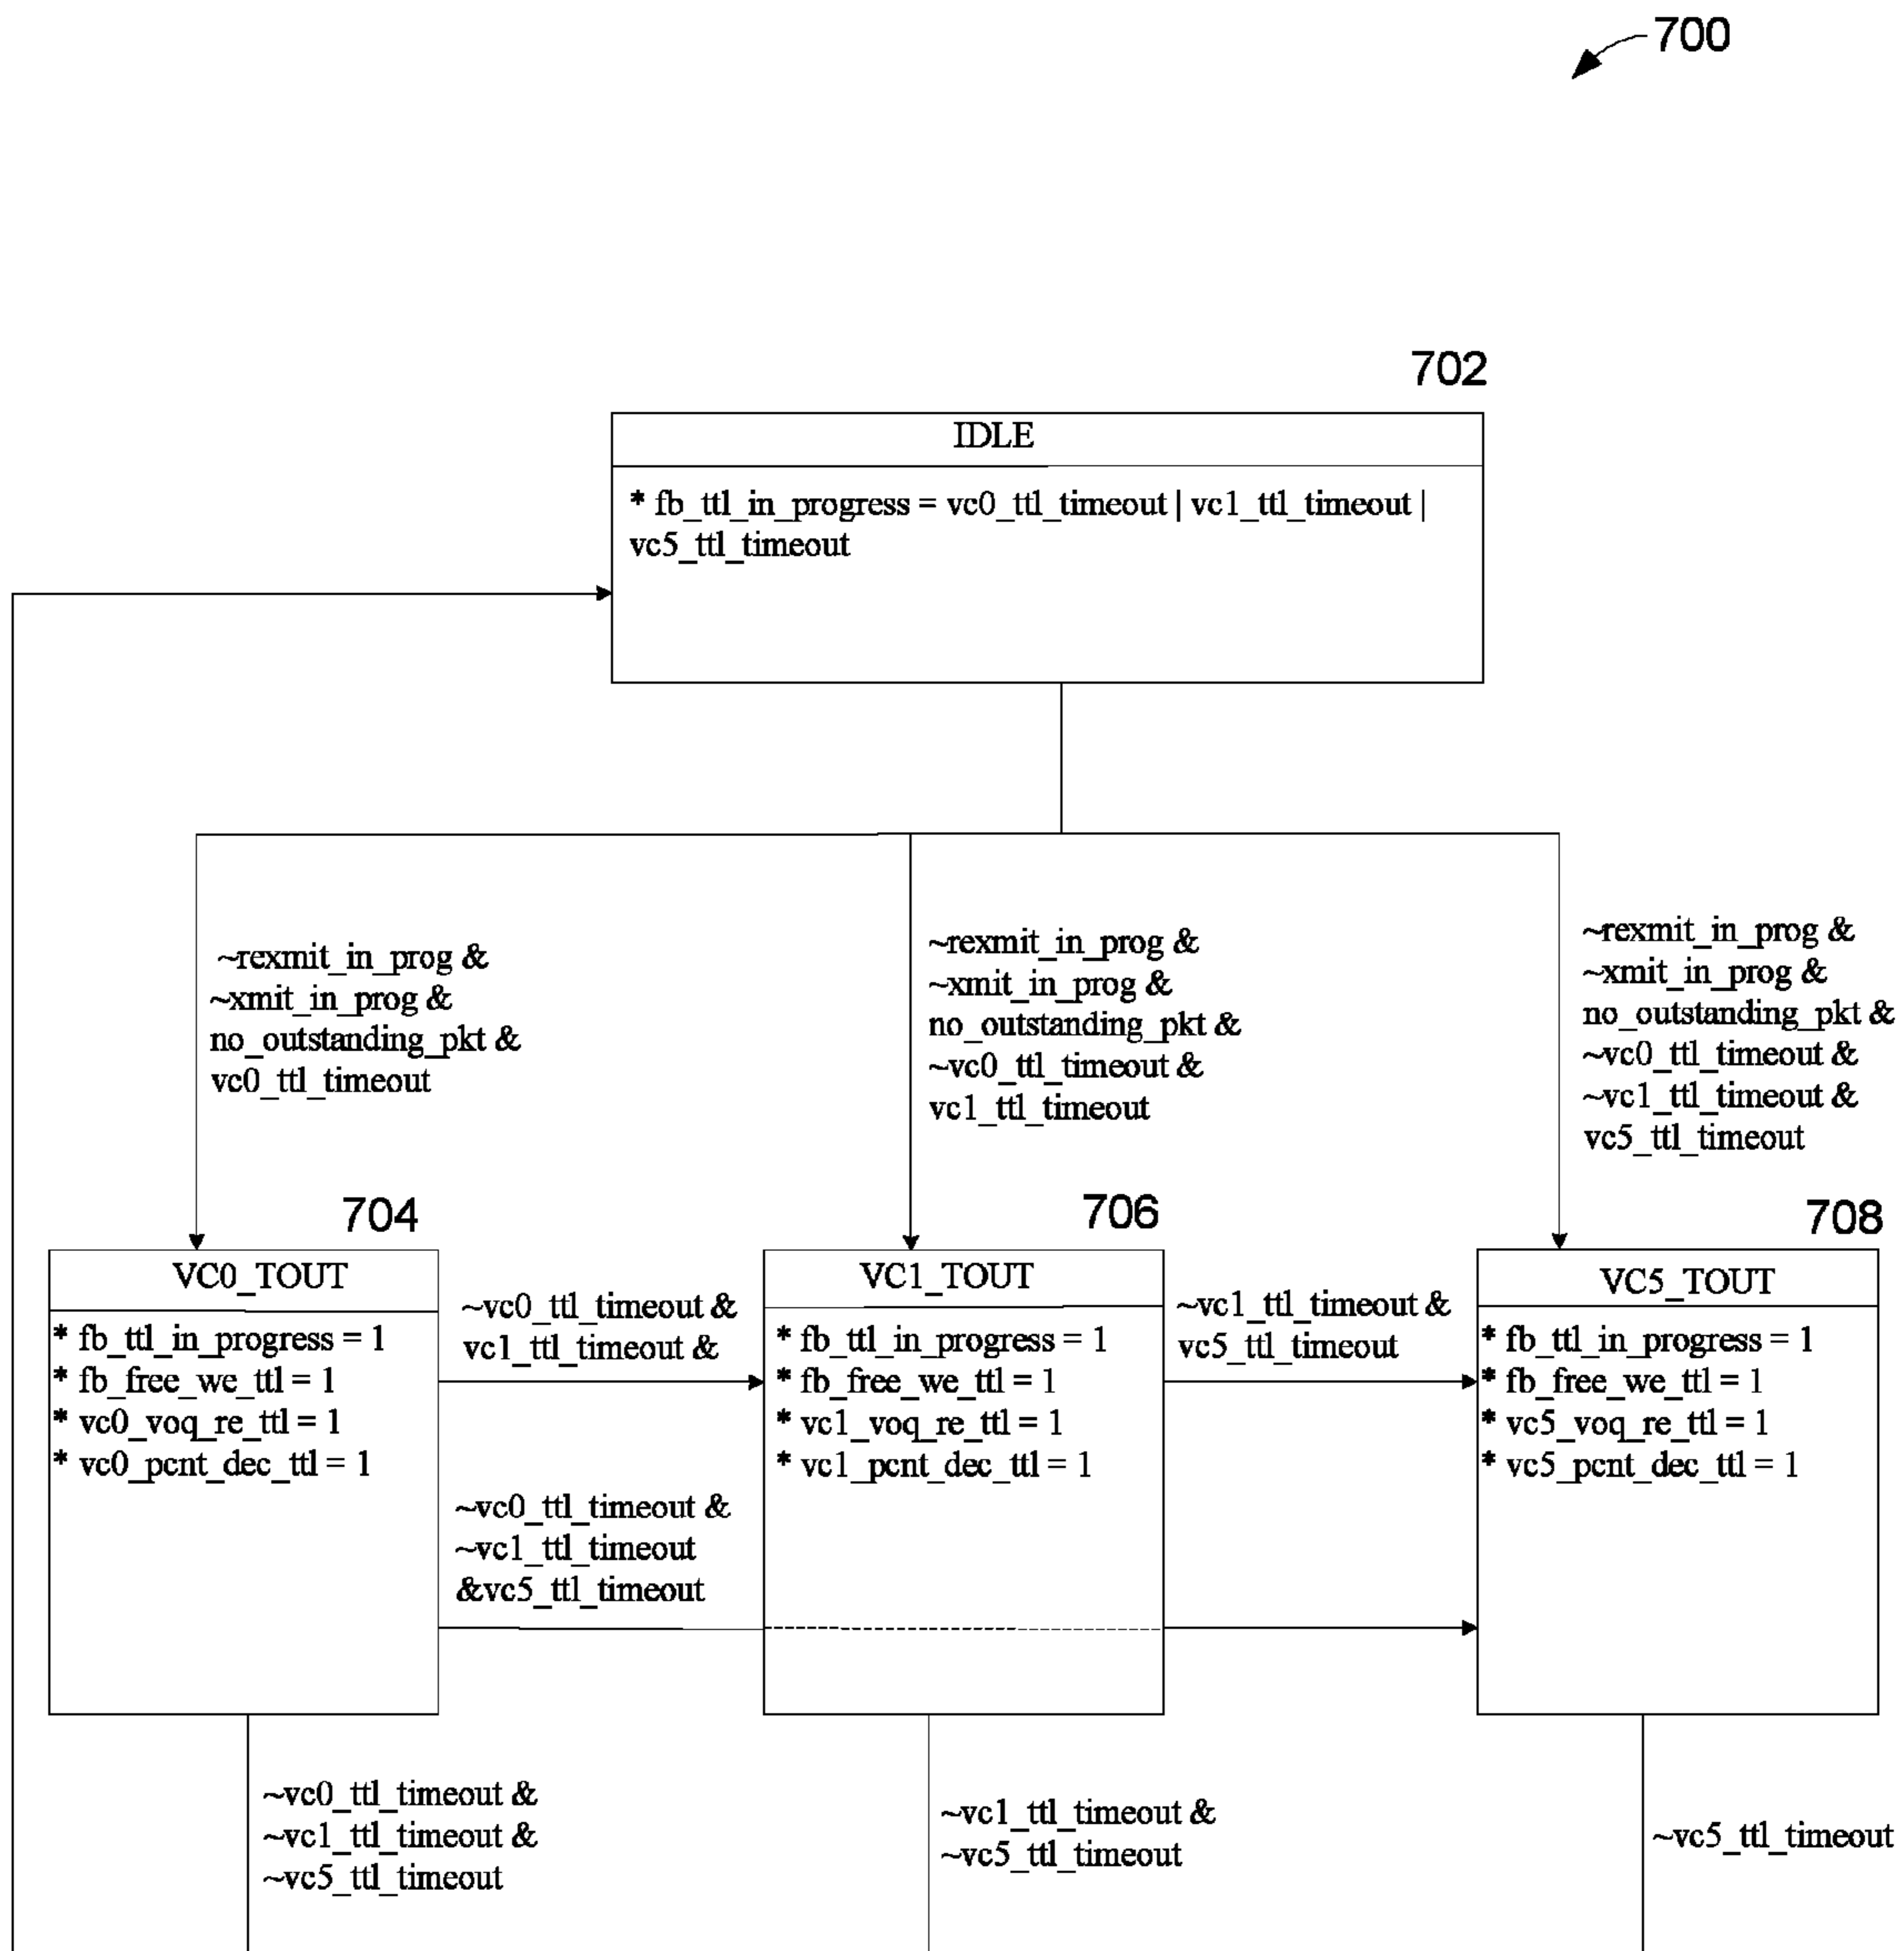 700
702
IDLE
* fb_ttl_in_progress = vc0_ttl_timeout | vc1_ttl_timeout |
vc5_ttl_timeout
~rexmit_in_prog &
~xmit_in_prog &
no_outstanding_pkt &
vc0_ttl_timeout
~rexmit_in_prog &
~xmit_in_prog &
no_outstanding_pkt &
~vc0_ttl_timeout &
vc1_ttl_timeout
~rexmit_in_prog &
~xmit_in_prog &
no_outstanding_pkt &
~vc0_ttl_timeout &
~vc1_ttl_timeout &
vc5_ttl_timeout
704
VC0_TOUT
* fb_ttl_in_progress = 1
* fb_free_we_ttl = 1
* vc0_voq_re_ttl = 1
* vc0_pcnt_dec_ttl = 1
~vc0_ttl_timeout &
vc1_ttl_timeout &
~vc0_ttl_timeout &
~vc1_ttl_timeout
&vc5_ttl_timeout
706
VC1_TOUT
* fb_ttl_in_progress = 1
* fb_free_we_ttl = 1
* vc1_voq_re_ttl = 1
* vc1_pcnt_dec_ttl = 1
~vc1_ttl_timeout &
vc5_ttl_timeout
708
VC5_TOUT
* fb_ttl_in_progress = 1
* fb_free_we_ttl = 1
* vc5_voq_re_ttl = 1
* vc5_pcnt_dec_ttl = 1
~vc0_ttl_timeout &
~vc1_ttl_timeout &
~vc5_ttl_timeout
~vc1_ttl_timeout &
~vc5_ttl_timeout
~vc5_ttl_timeout